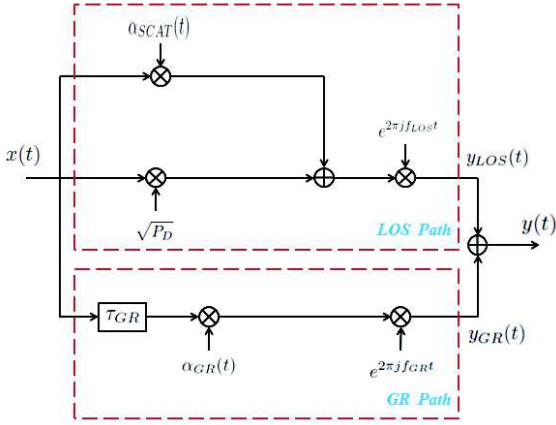 α_{SCAT}(t)
e^{2πjf_{LOS}t}
x(t)
y_{LOS}(t)
√P_D
LOS Path
y(t)
τ_{GR}
y_{GR}(t)
α_{GR}(t)
e^{2πjf_{GR}t}
GR Path